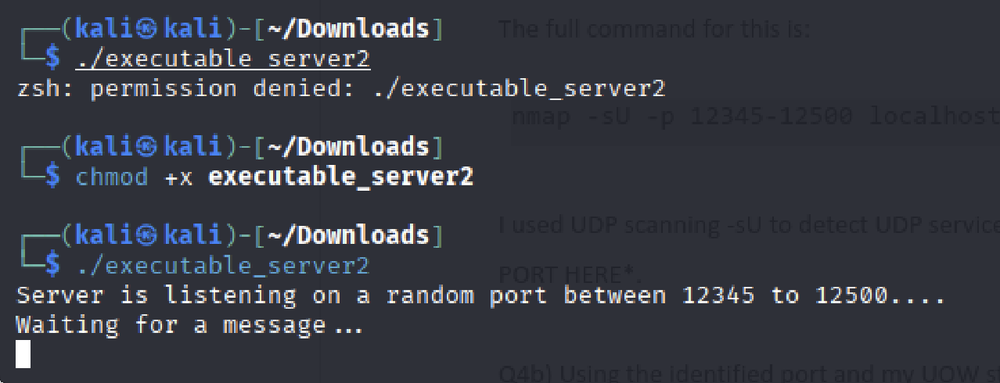 ┌──(kali㉿kali)-[~/Downloads]
└─$ ./executable_server2
zsh: permission denied: ./executable_server2
┌──(kali㉿kali)-[~/Downloads]
└─$ chmod +x executable_server2
┌──(kali㉿kali)-[~/Downloads]
└─$ ./executable_server2
Server is listening on a random port between 12345 to 12500....
Waiting for a message...
The full command for this is:
nmap -sU -p 12345-12500 localhost
I used UDP scanning -sU to detect UDP service
PORT HERE*.
Q4b) Using the identified port and my UOW